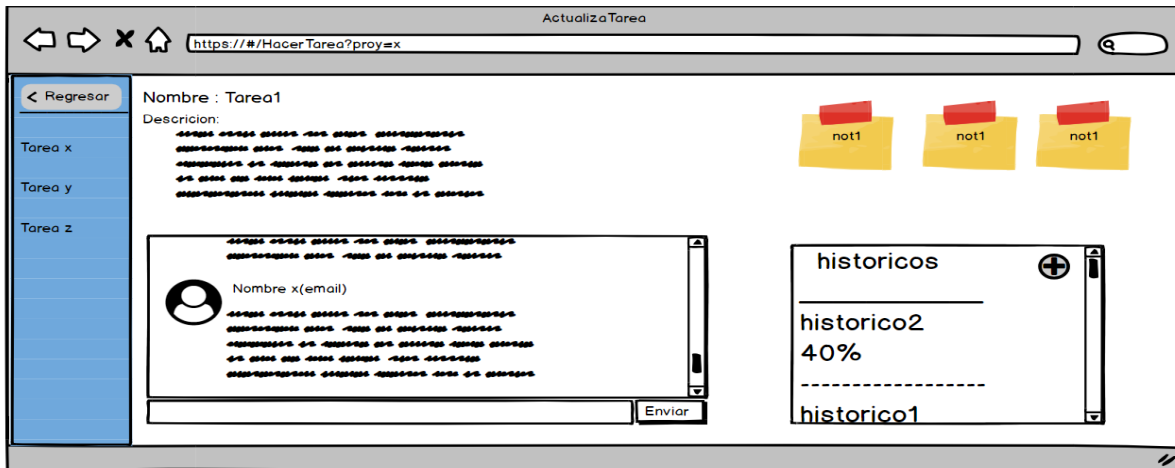 ActualizaTarea
https://#/HacerTarea?proy=x
< Regresar
Tarea x
Tarea y
Tarea z
Nombre : Tarea1
Descricion:
not1
not1
not1
Nombre x(email)
Enviar
historicos
historico2
40%
------------------
historico1